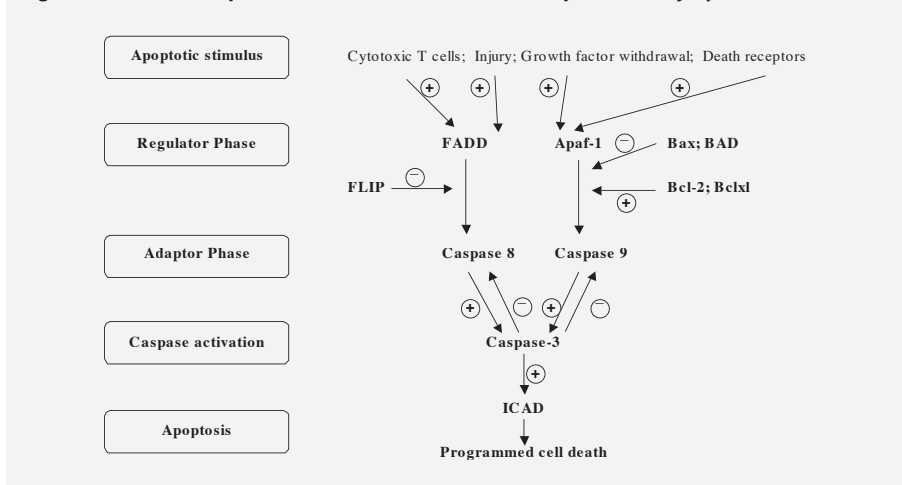 Apoptotic stimulus
Cytotoxic T cells; Injury; Growth factor withdrawal; Death receptors
+ + + +
Regulator Phase
FADD
Apaf-1
−
Bax; BAD
FLIP
−
Bcl-2; Bclxl
+
Adaptor Phase
Caspase 8
Caspase 9
+ − + −
Caspase activation
Caspase-3
+
ICAD
Apoptosis
Programmed cell death